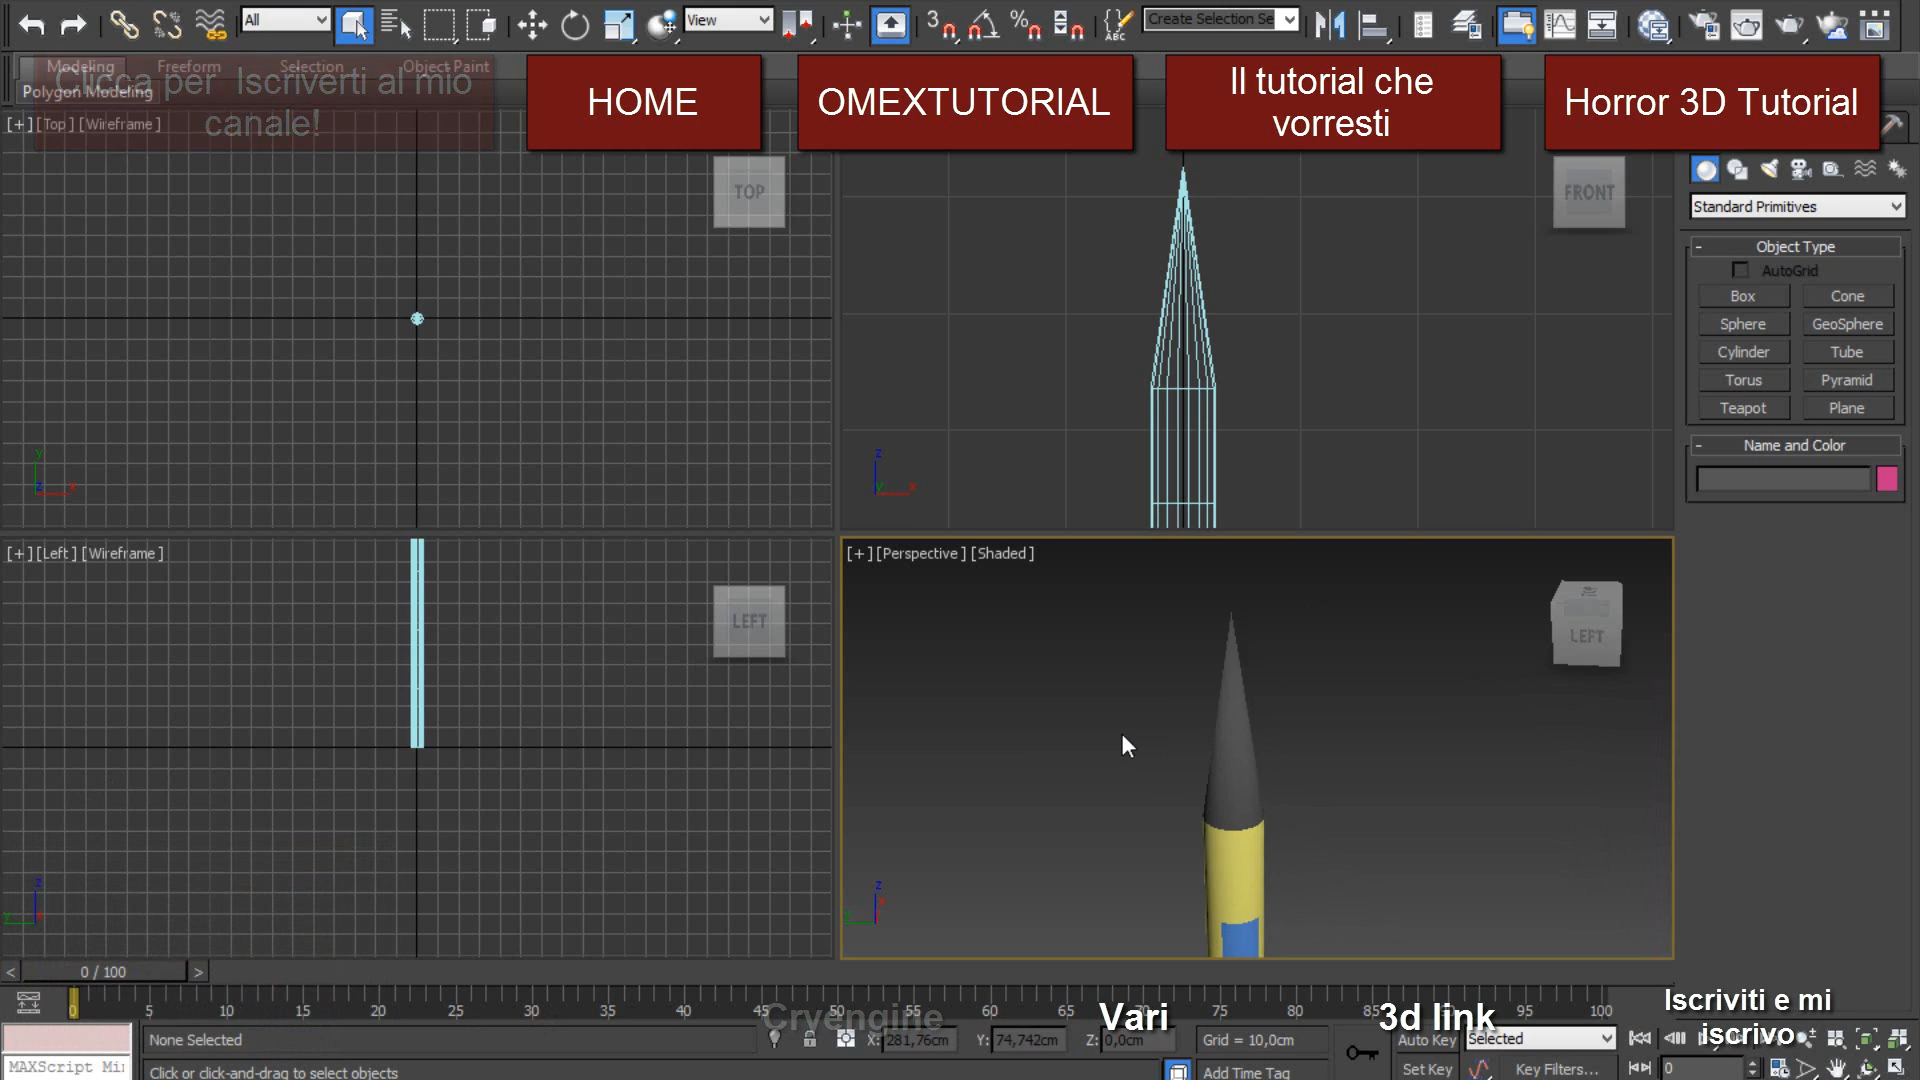 All
View
3
%
ABC
Create Selection Se
Modeling Freeform Selection Object Paint
Polygon Modeling
Clicca per Iscriverti al mio
canale!
HOME
OMEXTUTORIAL
Il tutorial che
vorresti
Horror 3D Tutorial
[+] [Top] [Wireframe]
TOP
FRONT
Standard Primitives
- Object Type
AutoGrid
Box Cone
Sphere GeoSphere
Cylinder Tube
Torus Pyramid
Teapot Plane
- Name and Color
y
z x
z
y x
[+] [Left] [Wireframe]
LEFT
[+] [Perspective] [Shaded]
LEFT
z
y x
z
x
< 0 / 100 >
0 5 10 15 20 25 30 35 40 45 50 55 60 65 70 75 80 85 90 95 100
Cryengine
Vari
3d link
Iscriviti e mi
iscrivo
None Selected
X: 281,76cm Y: 74,742cm Z: 0,0cm
Grid = 10,0cm
Auto Key Selected
MAXScript Mi
Click or click-and-drag to select objects
Add Time Tag
Set Key Key Filters...
0